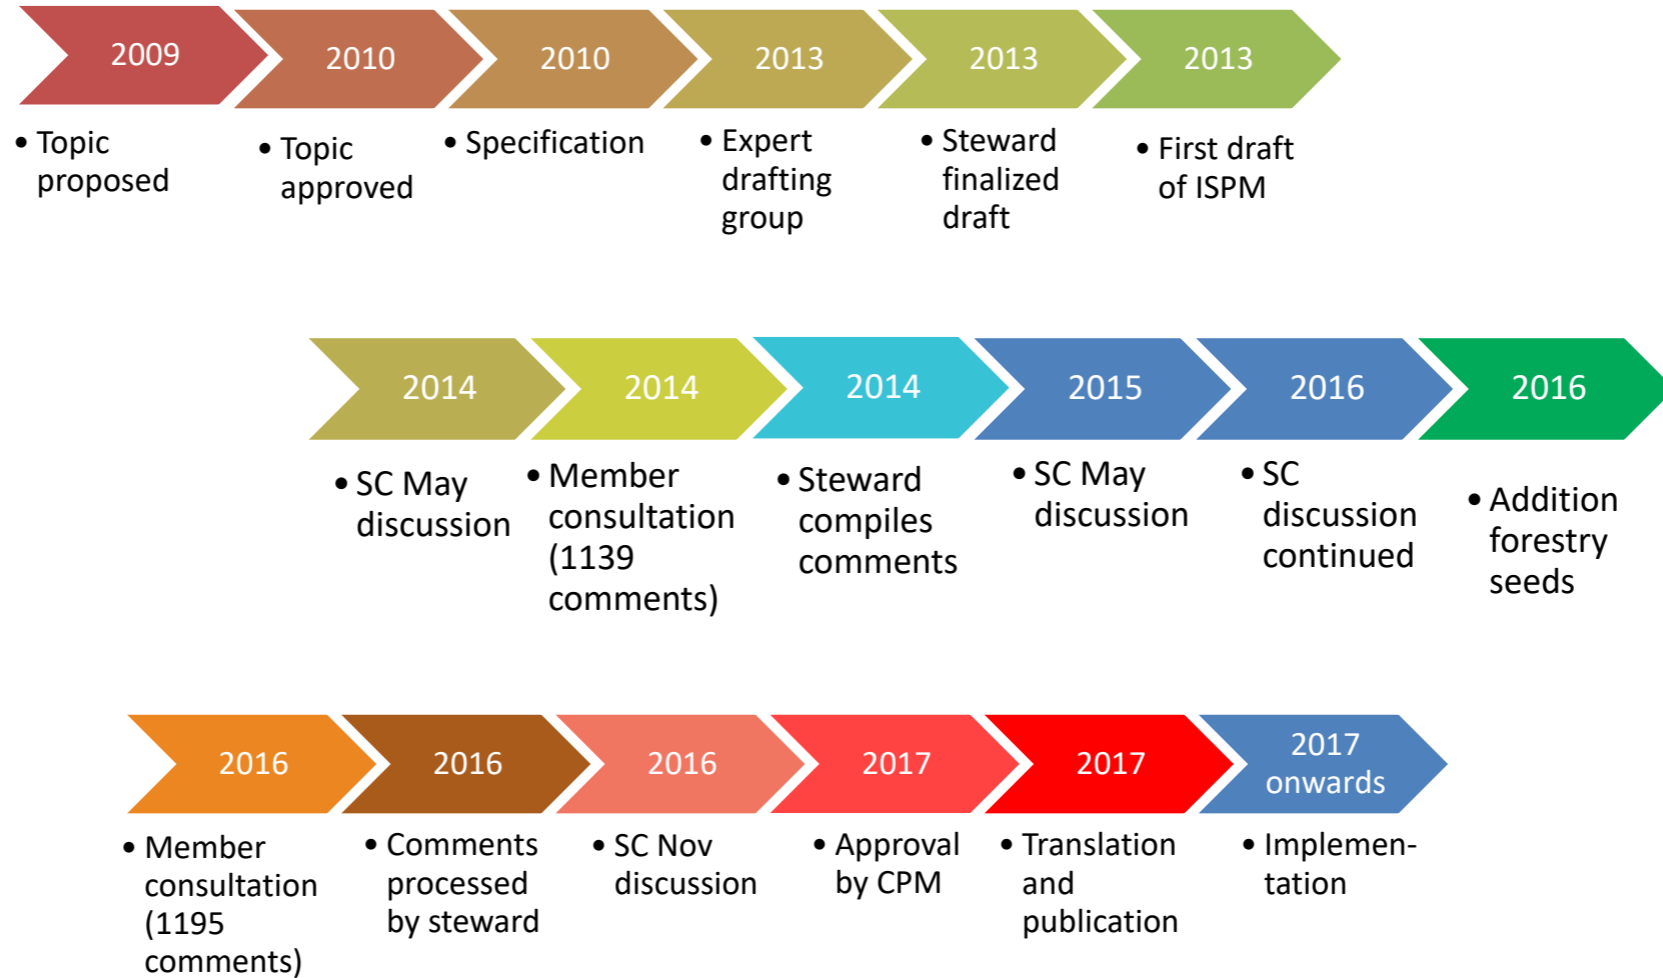 2009
2010
2010
2013
2013
2013
• Topic
proposed
• Topic
approved
• Specification
• Expert
drafting
group
• Steward
finalized
draft
• First draft
of ISPM
2014
2014
2014
2015
2016
2016
• SC May
discussion
• Member
consultation
(1139
comments)
• Steward
compiles
comments
• SC May
discussion
• SC
discussion
continued
• Addition
forestry
seeds
2016
2016
2016
2017
2017
2017
onwards
• Member
consultation
(1195
comments)
• Comments
processed
by steward
• SC Nov
discussion
• Approval
by CPM
• Translation
and
publication
• Implemen-
tation